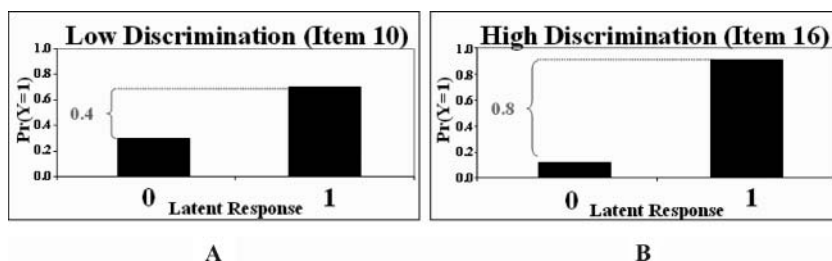 Low Discrimination (Item 10)
1.0
0.8
0.6
0.4
0.2
0.0
Pr(Y=1)
0.4
0 1
Latent Response
A
High Discrimination (Item 16)
1.0
0.8
0.6
0.4
0.2
0.0
Pr(Y=1)
0.8
0 1
Latent Response
B